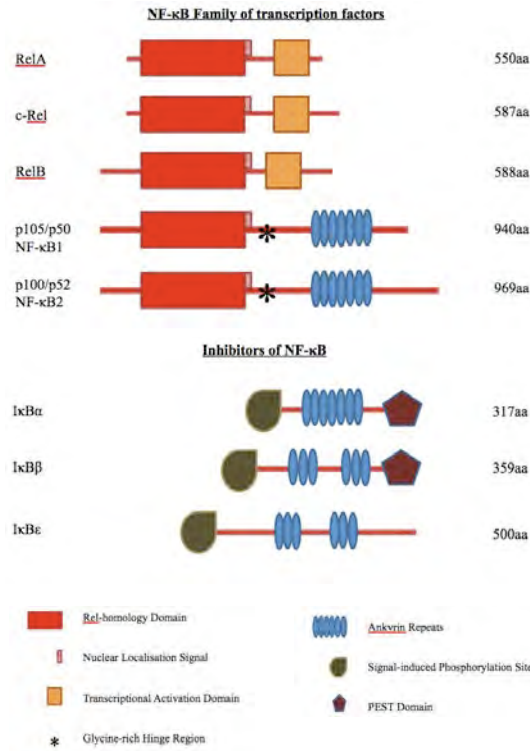 NF-κB Family of transcription factors
RelA 550aa
c-Rel 587aa
RelB 588aa
p105/p50 940aa
NF-κB1
p100/p52 969aa
NF-κB2
Inhibitors of NF-κB
IκBα 317aa
IκBβ 359aa
IκBε 500aa
Rel-homology Domain
Ankyrin Repeats
Nuclear Localisation Signal
Signal-induced Phosphorylation Site
Transcriptional Activation Domain
PEST Domain
* Glycine-rich Hinge Region